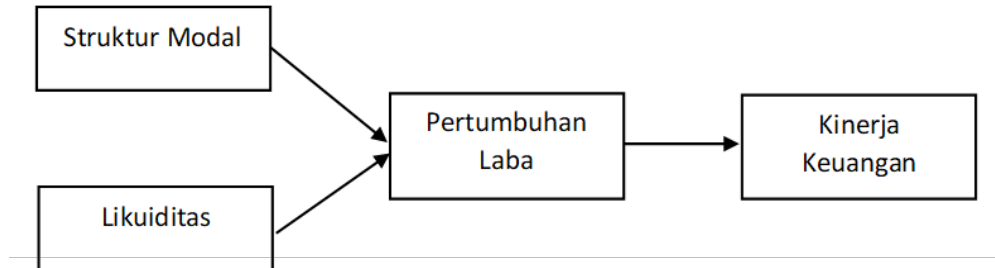 Struktur Modal
Pertumbuhan
Laba
Kinerja
Keuangan
Likuiditas